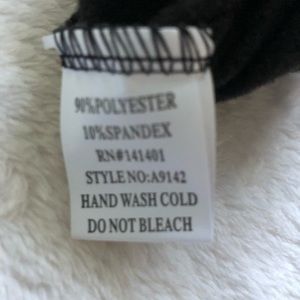 90%POLYESTER
10%SPANDEX
RN#141401
STYLE NO:A9142
HAND WASH COLD
DO NOT BLEACH